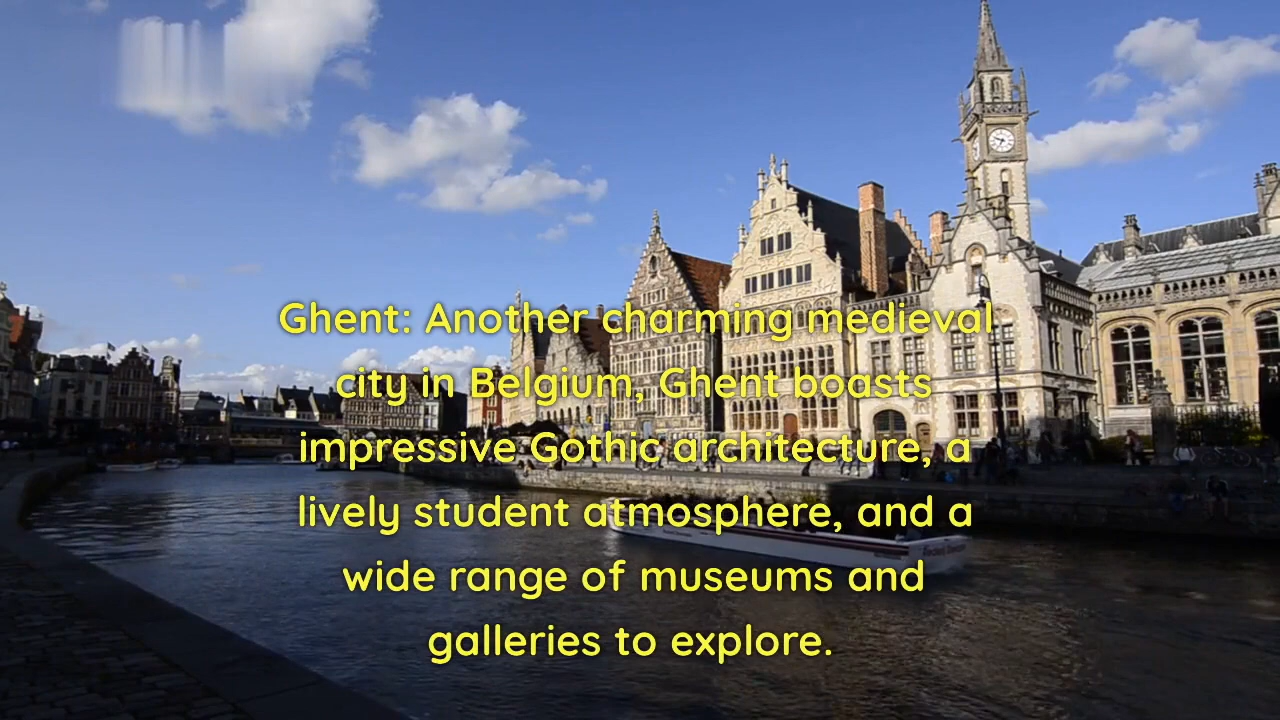 Ghent: Another charming medieval
city in Belgium, Ghent boasts
impressive Gothic architecture, a
lively student atmosphere, and a
wide range of museums and
galleries to explore.